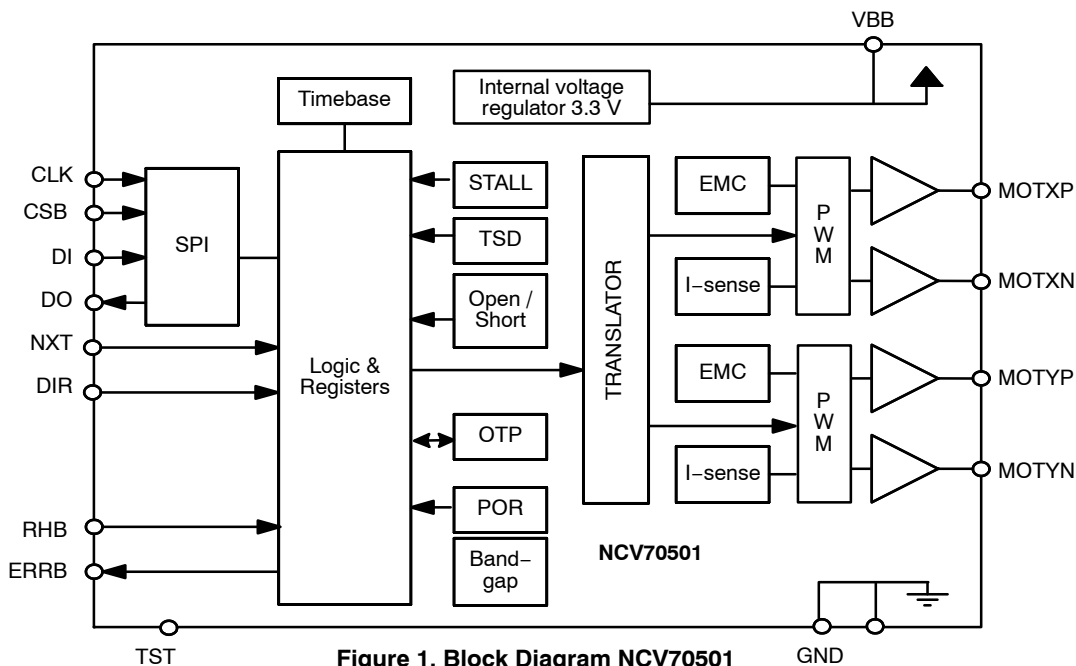 VBB
Timebase
Internal voltage
regulator 3.3 V
CLK
CSB
DI
DO
NXT
DIR
RHB
ERRB
SPI
Logic &
Registers
STALL
TSD
Open /
Short
OTP
POR
Band–
gap
TRANSLATOR
EMC
I–sense
P
W
M
EMC
I–sense
P
W
M
MOTXP
MOTXN
MOTYP
MOTYN
NCV70501
TST
GND
Figure 1. Block Diagram NCV70501